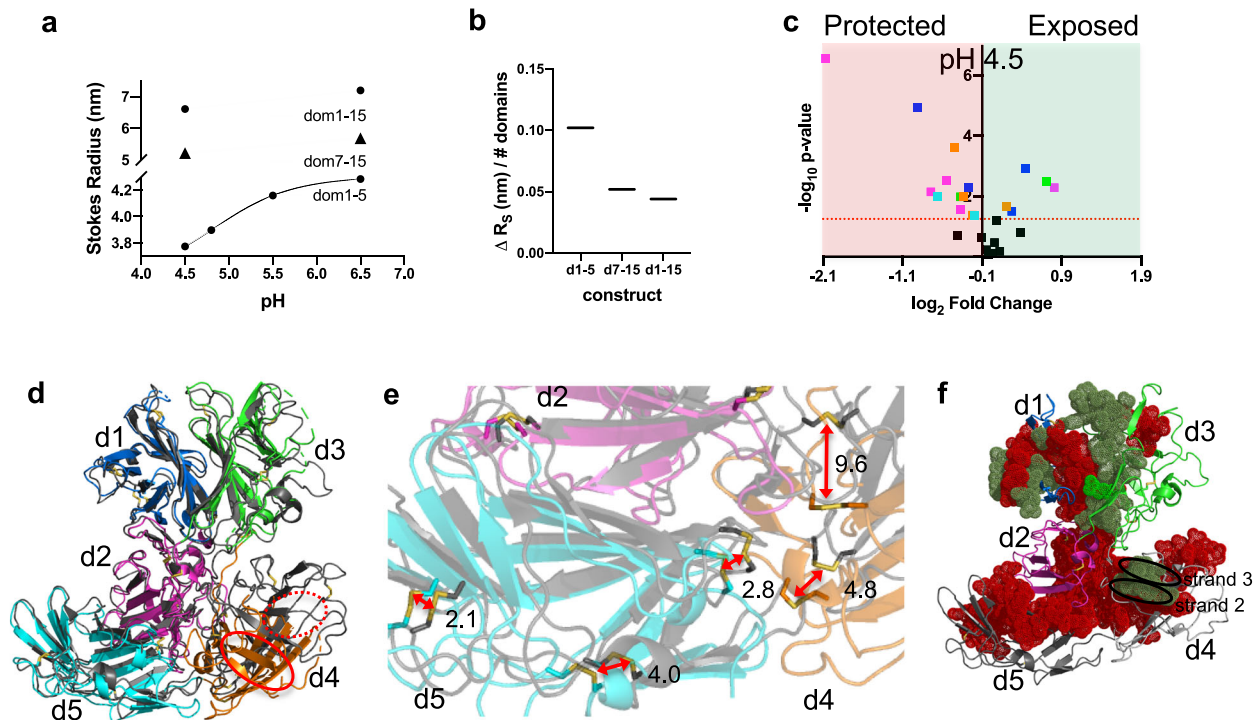 a
Stokes Radius (nm)
7
6
5
4.2
4.0
3.8
dom1-15
dom7-15
dom1-5
4.0 4.5 5.0 5.5 6.0 6.5 7.0
pH
b
Δ RS (nm) / # domains
0.15
0.10
0.05
0.00
d1-5 d7-15 d1-15
construct
c
Protected Exposed
pH 4.5
-log10 p-value
6
4
2
-2.1 -1.1 -0.1 0.9 1.9
log2 Fold Change
d
d1
d3
d2
d5
d4
e
d2
9.6
2.8
4.8
2.1
4.0
d5
d4
f
d1
d3
d2
strand 3
strand 2
d4
d5